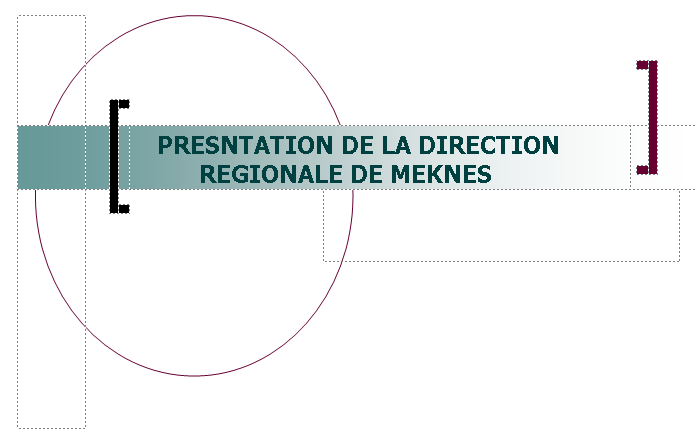 PRESNTATION DE LA DIRECTION
REGIONALE DE MEKNES